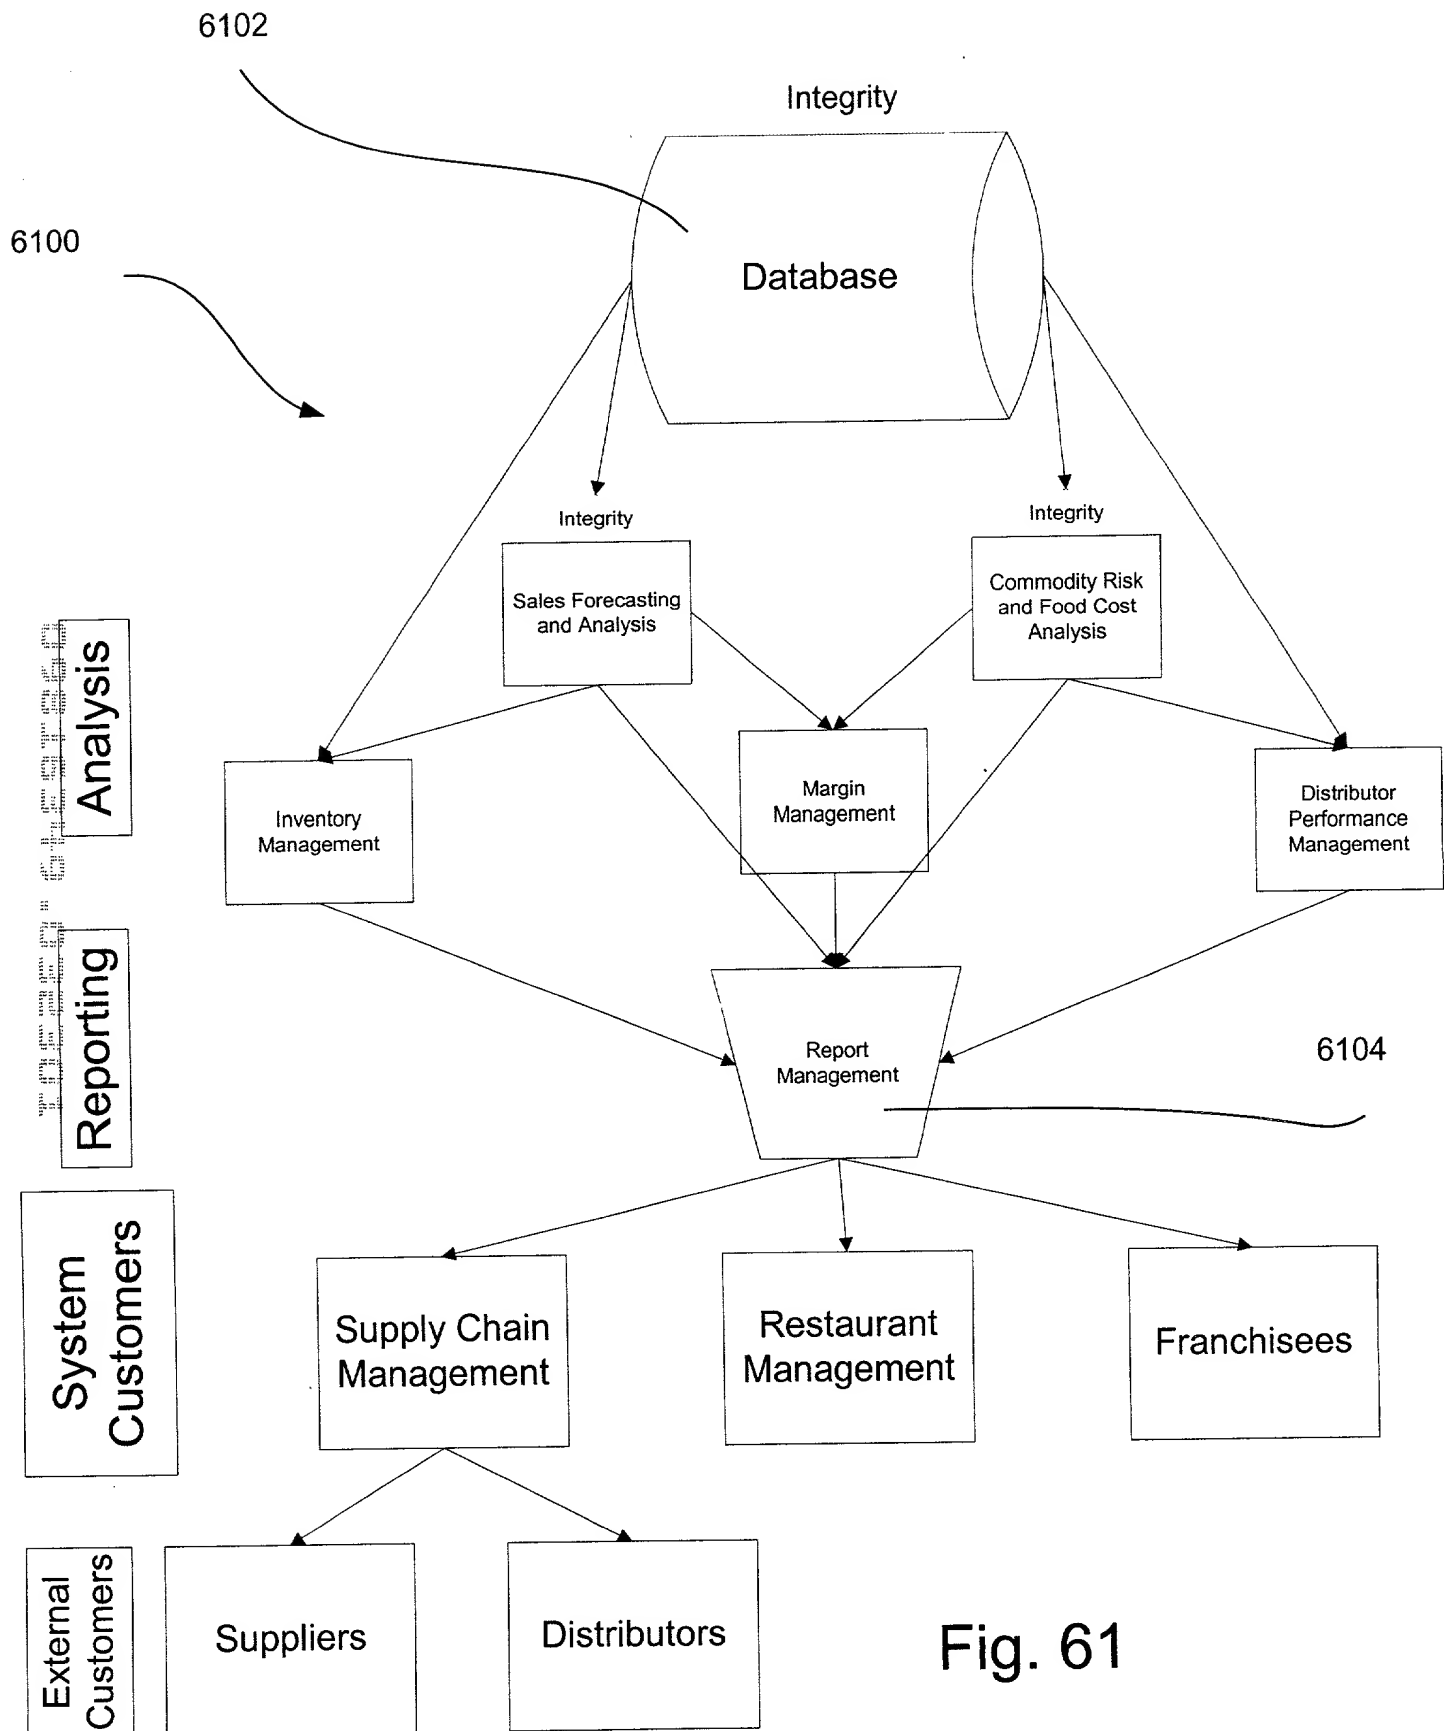 6102
Integrity
6100
Database
Integrity
Integrity
Sales Forecasting
and Analysis
Commodity Risk
and Food Cost
Analysis
Analysis
Inventory
Management
Margin
Management
Distributor
Performance
Management
Reporting
Report
Management
6104
System
Customers
Supply Chain
Management
Restaurant
Management
Franchisees
External
Customers
Suppliers
Distributors
Fig. 61